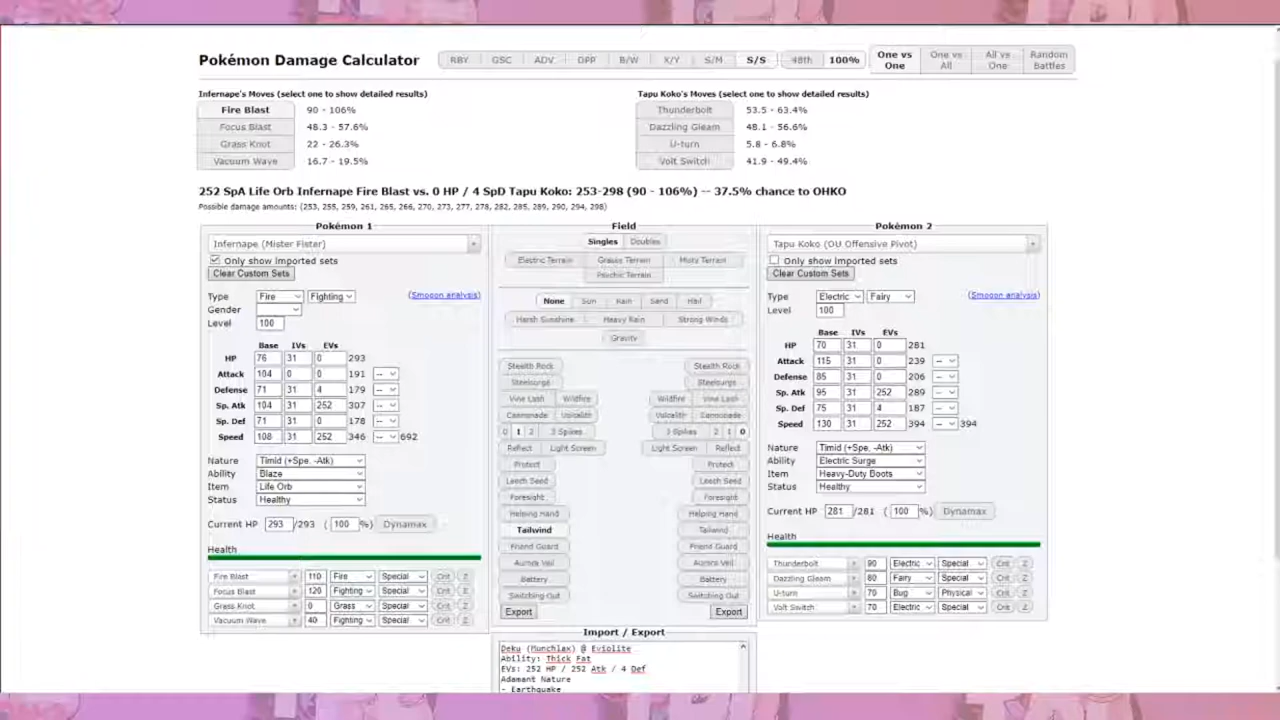 Pokémon Damage Calculator
RBY GSC ADV DPP B/W X/Y S/M S/S 48th 100% One vs One One vs All All vs One Random Battles
Infernape's Moves (select one to show detailed results)
Fire Blast 90 - 106%
Focus Blast 48.3 - 57.6%
Grass Knot 22 - 26.3%
Vacuum Wave 16.7 - 19.5%
Tapu Koko's Moves (select one to show detailed results)
Thunderbolt 53.5 - 63.4%
Dazzling Gleam 48.1 - 56.6%
U-turn 5.8 - 6.8%
Volt Switch 41.9 - 49.4%
252 SpA Life Orb Infernape Fire Blast vs. 0 HP / 4 SpD Tapu Koko: 253-298 (90 - 106%) -- 37.5% chance to OHKO
Possible damage amounts: (253, 255, 259, 261, 265, 266, 270, 273, 277, 278, 282, 285, 289, 290, 294, 298)
Pokémon 1
Infernape (Mister Fister)
Only show imported sets
Clear Custom Sets
Type Fire Fighting (Smogon analysis)
Gender
Level 100
Base IVs EVs
HP 76 31 0 293
Attack 104 0 0 191 --
Defense 71 31 4 179 --
Sp. Atk 104 31 252 307 --
Sp. Def 71 31 0 178 --
Speed 108 31 252 346 -- 692
Nature Timid (+Spe, -Atk)
Ability Blaze
Item Life Orb
Status Healthy
Current HP 293 /293 ( 100 %) Dynamax
Health
Fire Blast 110 Fire Special Crit Z
Focus Blast 120 Fighting Special Crit Z
Grass Knot 0 Grass Special Crit Z
Vacuum Wave 40 Fighting Special Crit Z
Field
Singles Doubles
Electric Terrain Grassy Terrain Misty Terrain
Psychic Terrain
None Sun Rain Sand Hail
Harsh Sunshine Heavy Rain Strong Winds
Gravity
Stealth Rock Stealth Rock
Steelsurge Steelsurge
Vine Lash Wildfire Wildfire Vine Lash
Cannonade Volcalith Volcalith Cannonade
0 1 2 3 Spikes 3 Spikes 2 1 0
Reflect Light Screen Light Screen Reflect
Protect Protect
Leech Seed Leech Seed
Foresight Foresight
Helping Hand Helping Hand
Tailwind Tailwind
Friend Guard Friend Guard
Aurora Veil Aurora Veil
Battery Battery
Switching Out Switching Out
Export Export
Import / Export
Deku (Munchlax) @ Eviolite
Ability: Thick Fat
EVs: 252 HP / 252 Atk / 4 Def
Adamant Nature
- Earthquake
Pokémon 2
Tapu Koko (OU Offensive Pivot)
Only show imported sets
Clear Custom Sets
Type Electric Fairy (Smogon analysis)
Level 100
Base IVs EVs
HP 70 31 0 281
Attack 115 31 0 239 --
Defense 85 31 0 206 --
Sp. Atk 95 31 252 289 --
Sp. Def 75 31 4 187 --
Speed 130 31 252 394 -- 394
Nature Timid (+Spe, -Atk)
Ability Electric Surge
Item Heavy-Duty Boots
Status Healthy
Current HP 281 /281 ( 100 %) Dynamax
Health
Thunderbolt 90 Electric Special Crit Z
Dazzling Gleam 80 Fairy Special Crit Z
U-turn 70 Bug Physical Crit Z
Volt Switch 70 Electric Special Crit Z